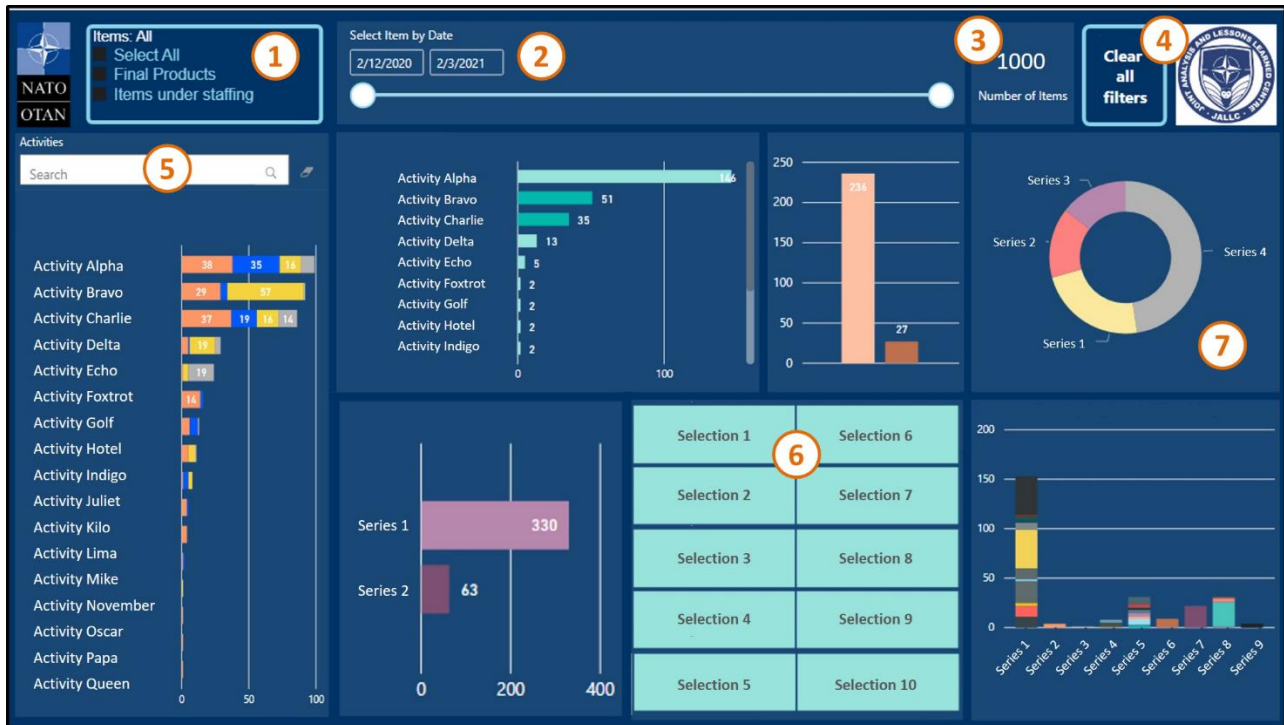 NATO
OTAN
Items: All
Select All
Final Products
Items under staffing
1
Select Item by Date
2/12/2020
2/3/2021
2
3
1000
Number of Items
Clear
all
filters
4
JOINT ANALYSIS AND LESSONS LEARNED CENTRE
· JALLC ·
Activities
Search
5
Activity Alpha
38
35
16
Activity Bravo
29
57
Activity Charlie
37
19
16
14
Activity Delta
19
Activity Echo
19
Activity Foxtrot
14
Activity Golf
Activity Hotel
Activity Indigo
Activity Juliet
Activity Kilo
Activity Lima
Activity Mike
Activity November
Activity Oscar
Activity Papa
Activity Queen
0
50
100
Activity Alpha
146
Activity Bravo
51
Activity Charlie
35
Activity Delta
13
Activity Echo
5
Activity Foxtrot
2
Activity Golf
2
Activity Hotel
2
Activity Indigo
2
0
100
250
200
150
100
50
0
236
27
Series 3
Series 2
Series 4
Series 1
7
Series 1
330
Series 2
63
0
200
400
Selection 1
Selection 6
6
Selection 2
Selection 7
Selection 3
Selection 8
Selection 4
Selection 9
Selection 5
Selection 10
200
150
100
50
0
Series 1
Series 2
Series 3
Series 4
Series 5
Series 6
Series 7
Series 8
Series 9